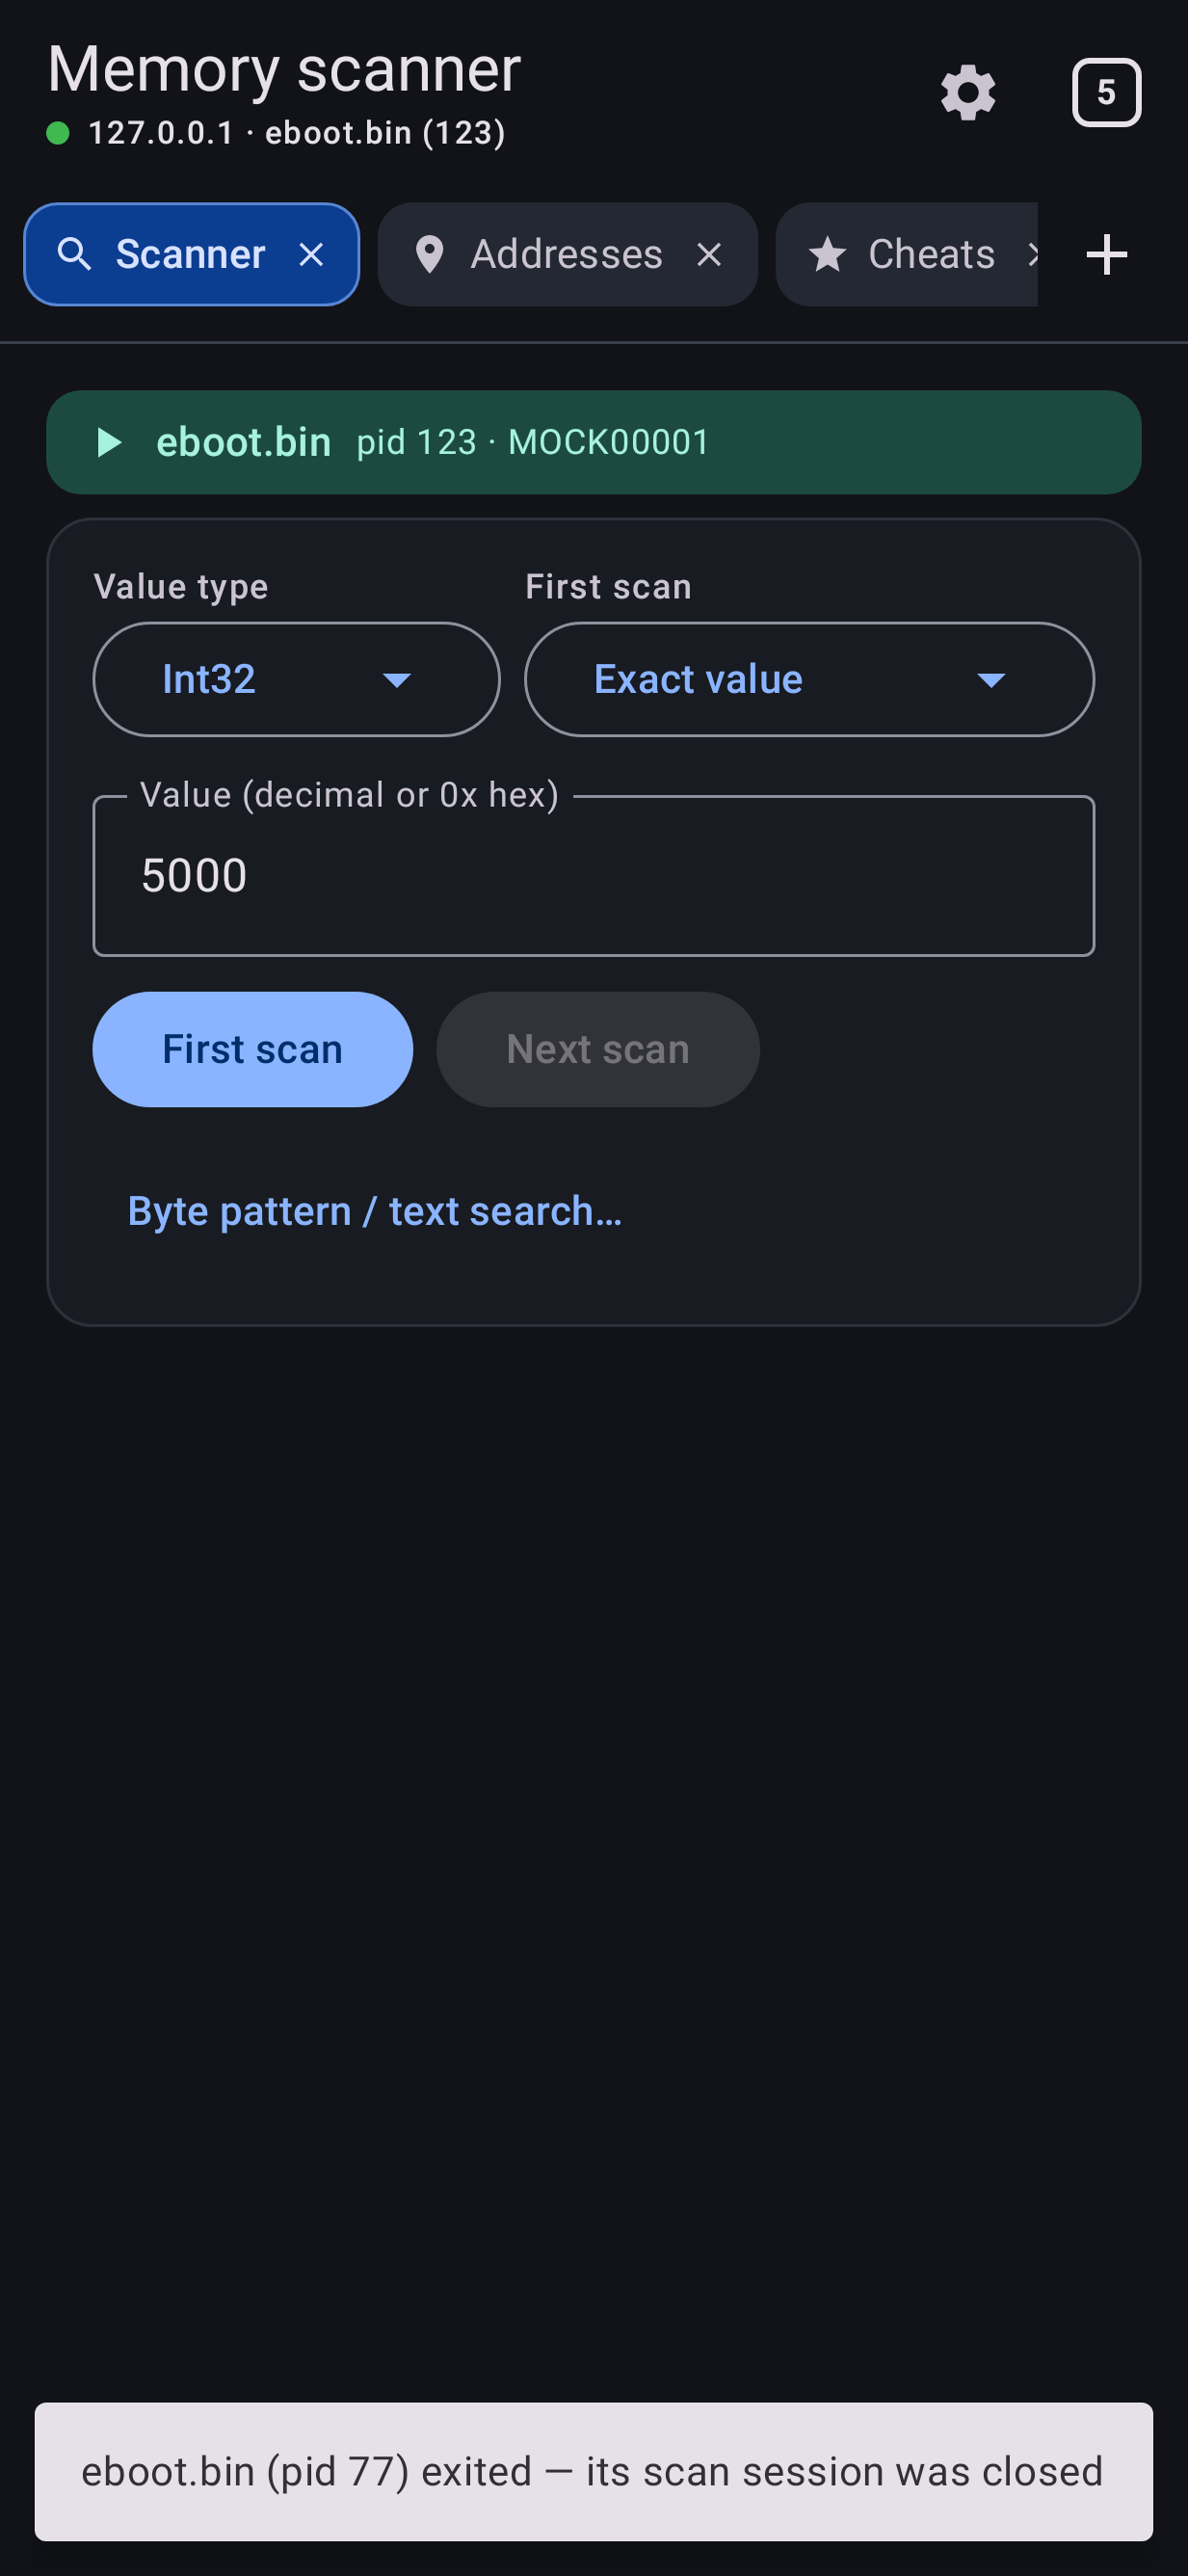 Memory scanner
5
127.0.0.1 · eboot.bin (123)
Scanner
Addresses
Cheats
eboot.bin pid 123 · MOCK00001
Value type
First scan
Int32
Exact value
Value (decimal or 0x hex)
5000
First scan
Next scan
Byte pattern / text search…
eboot.bin (pid 77) exited — its scan session was closed